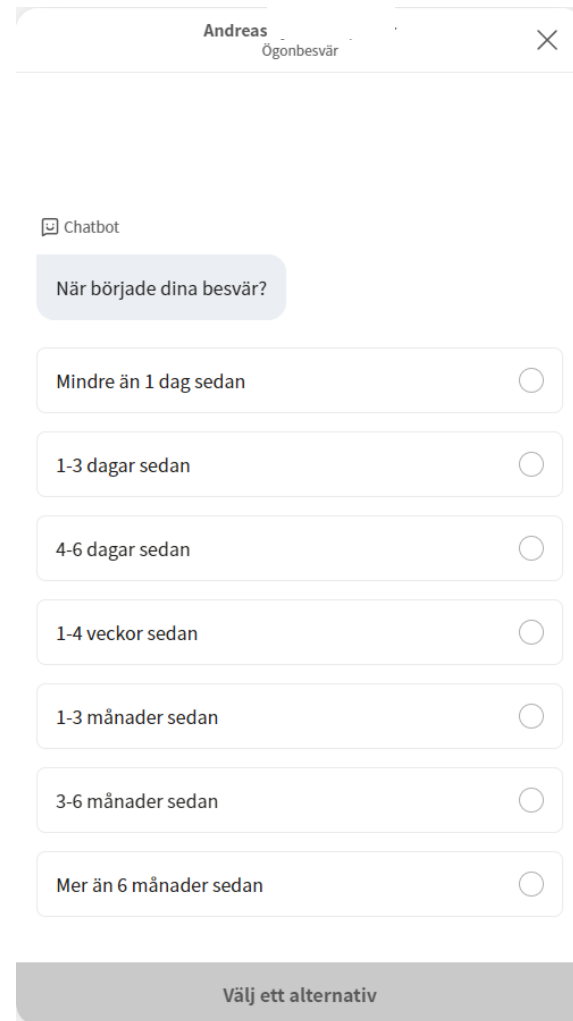 Andreas
Ögonbesvär
Chatbot
När började dina besvär?
Mindre än 1 dag sedan
1-3 dagar sedan
4-6 dagar sedan
1-4 veckor sedan
1-3 månader sedan
3-6 månader sedan
Mer än 6 månader sedan
Välj ett alternativ